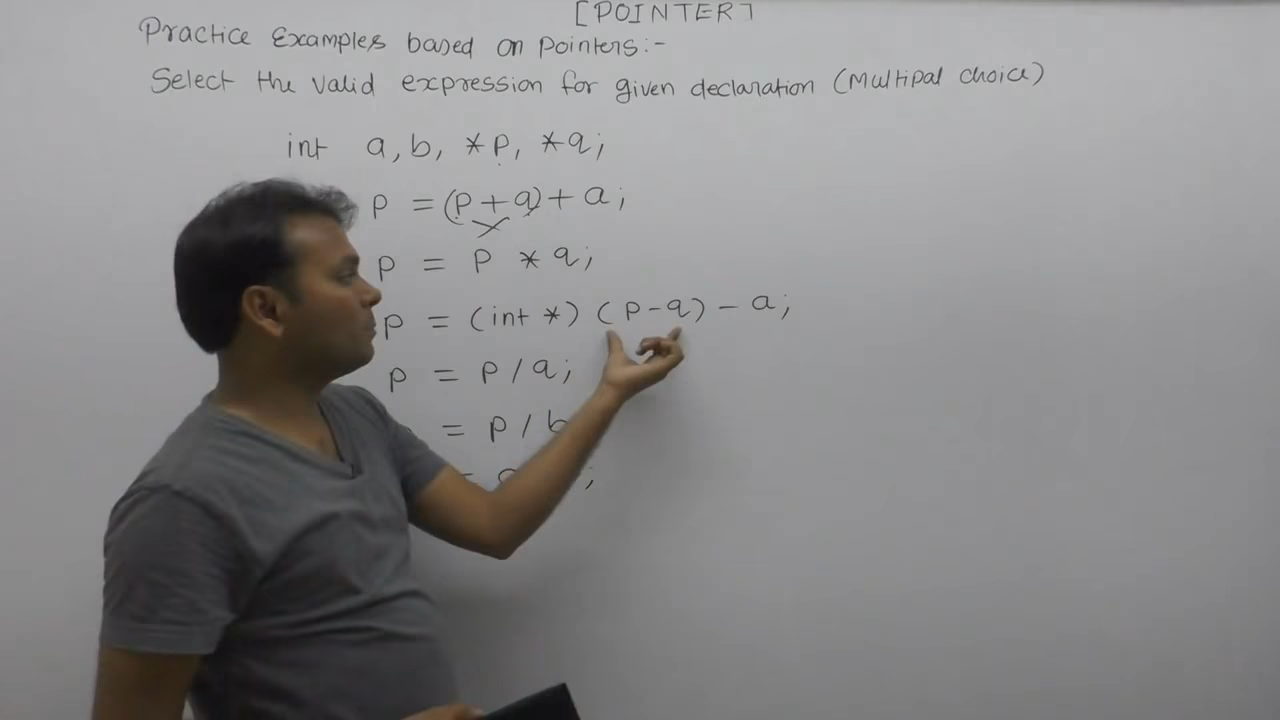 [POINTER]
Practice Examples based on pointers:-
Select the valid expression for given declaration (Multipal choice)
int a, b, *p, *q;
p = (p + q) + a;
p = p * q;
p = (int *) (p - q) - a;
p = p / a;
= p / b
;